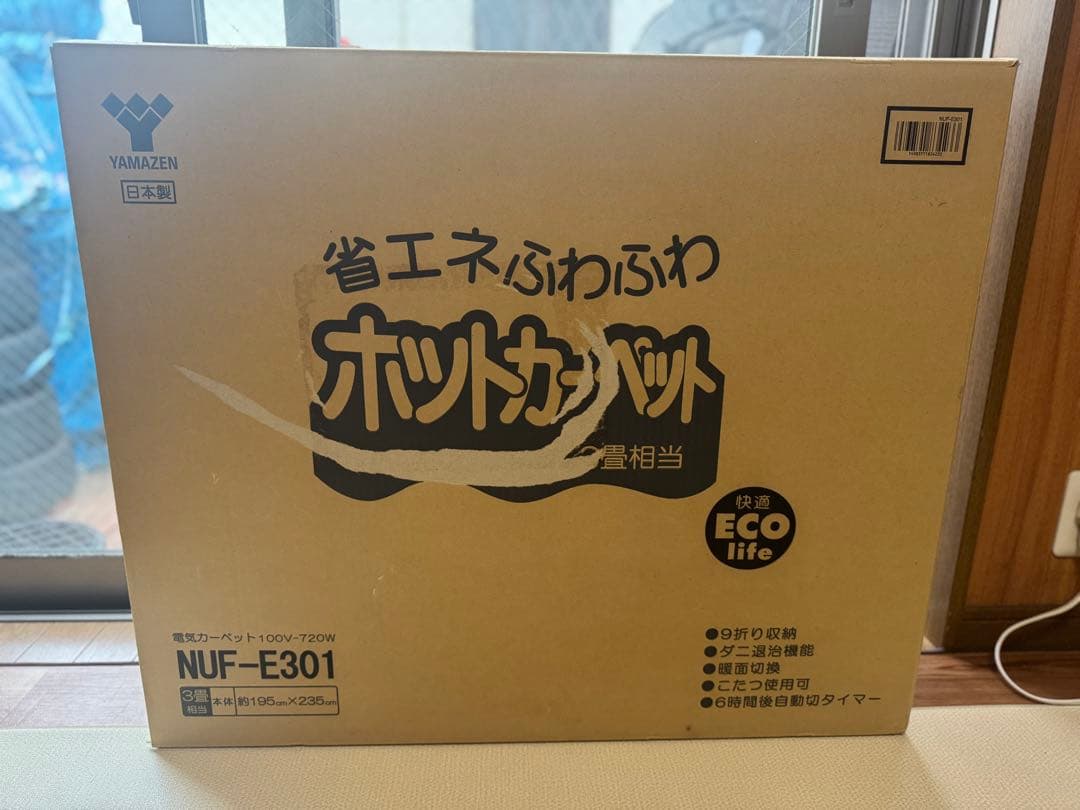 YAMAZEN
日本製
NUF-E301
省エネふわふわ
ホットカーペット
3畳相当
快適
ECO
life
電気カーペット100V-720W
NUF-E301
3畳
相当
本体 約195cm×235cm
●9折り収納
●ダニ退治機能
●暖面切換
●こたつ使用可
●6時間後自動切タイマー